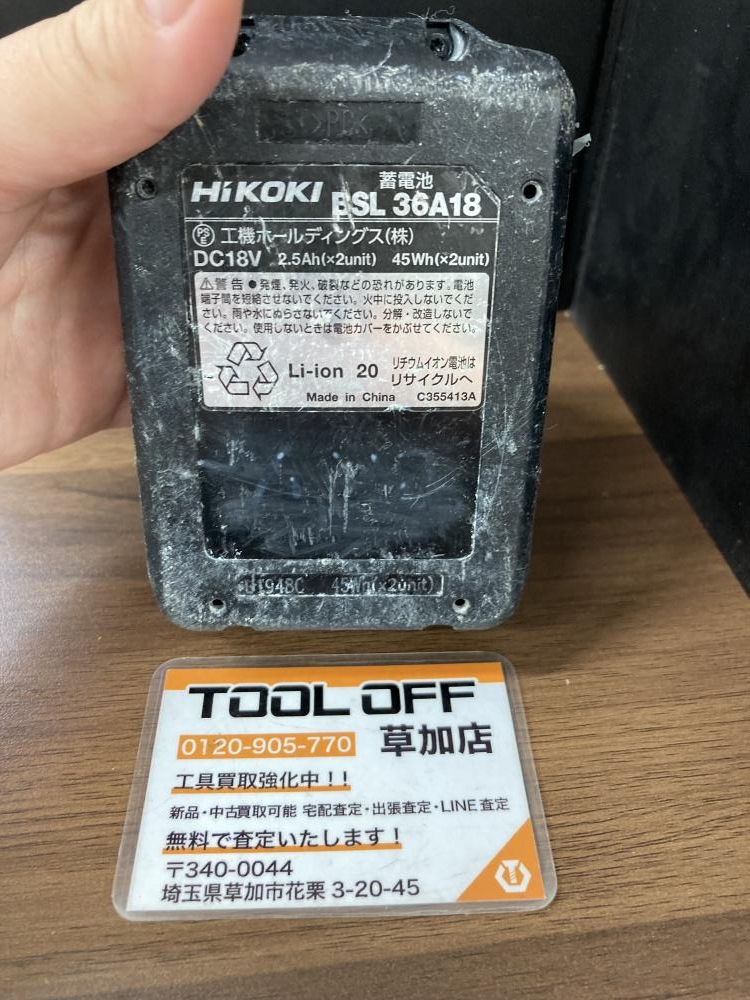 蓄電池
HiKOKI BSL 36A18
PSE 工機ホールディングス(株)
DC18V 2.5Ah(×2unit) 45Wh(×2unit)
⚠警告 ●発煙、発火、破裂などの恐れがあります。電池
端子間を短絡させないでください。火中に投入しないでくだ
さい。雨や水にぬらさないでください。分解・改造しないで
ください。使用しないときは電池カバーをかぶせてください。
Li-ion 20
リチウムイオン電池は
リサイクルへ
Made in China C355413A
45Wh(×2unit)
TOOL OFF
0120-905-770 草加店
工具買取強化中!!
新品・中古買取可能 宅配査定・出張査定・LINE査定
無料で査定いたします!
〒340-0044
埼玉県草加市花栗 3-20-45